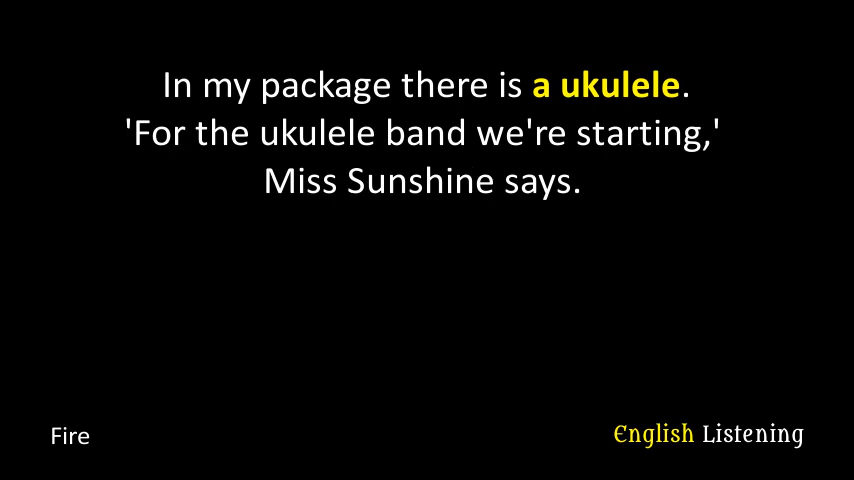 In my package there is a ukulele.
'For the ukulele band we're starting,'
Miss Sunshine says.
Fire
English Listening